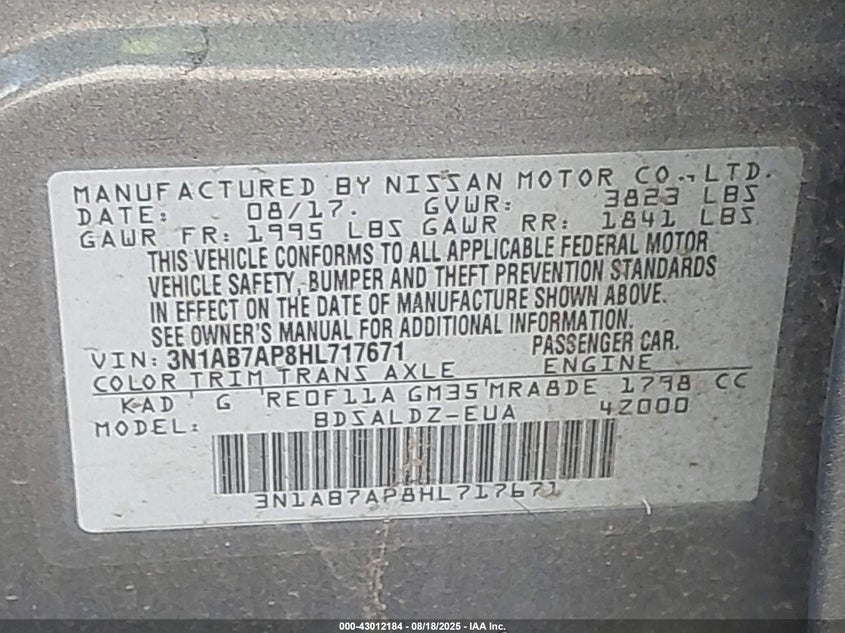 MANUFACTURED BY NISSAN MOTOR CO.,LTD.
DATE: 08/17. GVWR: 3823 LBS
GAWR FR: 1995 LBS GAWR RR: 1841 LBS
THIS VEHICLE CONFORMS TO ALL APPLICABLE FEDERAL MOTOR
VEHICLE SAFETY, BUMPER AND THEFT PREVENTION STANDARDS
IN EFFECT ON THE DATE OF MANUFACTURE SHOWN ABOVE.
SEE OWNER'S MANUAL FOR ADDITIONAL INFORMATION.
VIN: 3N1AB7AP8HL717671 PASSENGER CAR.
COLOR TRIM TRANS AXLE ENGINE
KAD G RE0F11A GM35 MRA8DE 1798 CC
MODEL: BDSALDZ-EUA 42000
3N1AB7AP8HL717671
000-43012184 - 08/18/2025 - IAA Inc.